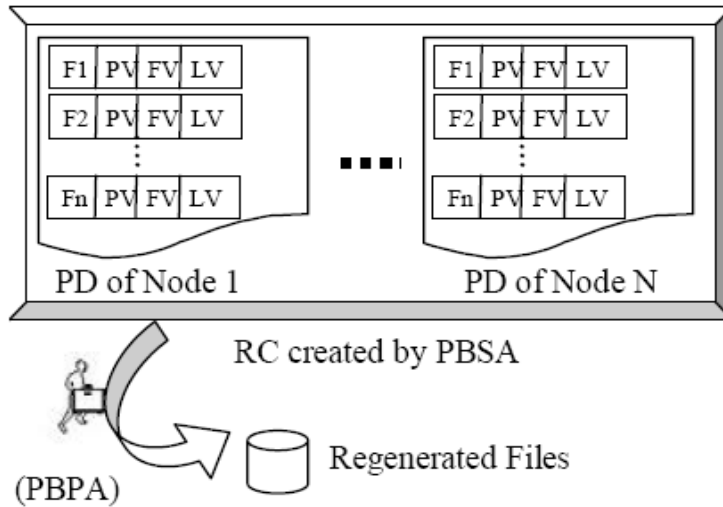 F1 PV FV LV
F2 PV FV LV
Fn PV FV LV
PD of Node 1
F1 PV FV LV
F2 PV FV LV
Fn PV FV LV
PD of Node N
RC created by PBSA
(PBPA)
Regenerated Files